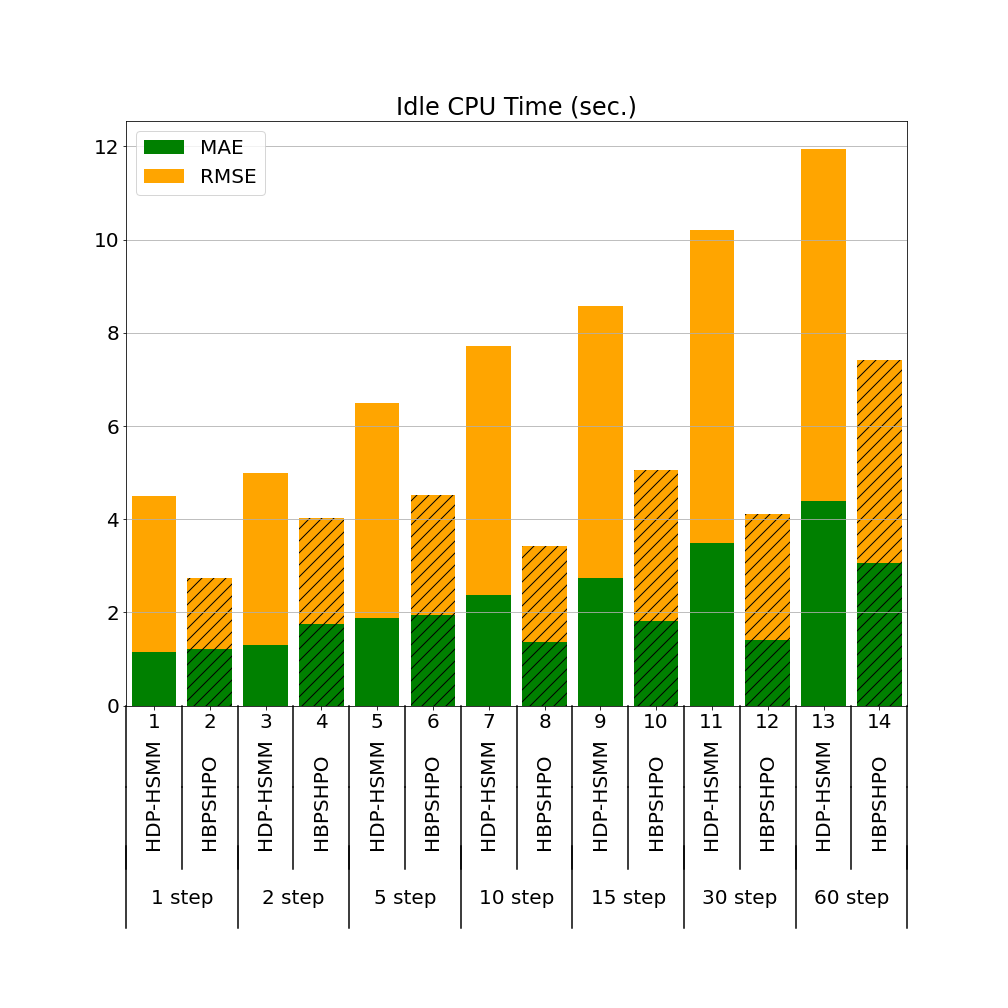 Idle CPU Time (sec.)
MAE
RMSE
12
10
8
6
4
2
0
1 2 3 4 5 6 7 8 9 10 11 12 13 14
HDP-HSMM HBPSHPO HDP-HSMM HBPSHPO HDP-HSMM HBPSHPO HDP-HSMM HBPSHPO HDP-HSMM HBPSHPO HDP-HSMM HBPSHPO HDP-HSMM HBPSHPO
1 step 2 step 5 step 10 step 15 step 30 step 60 step